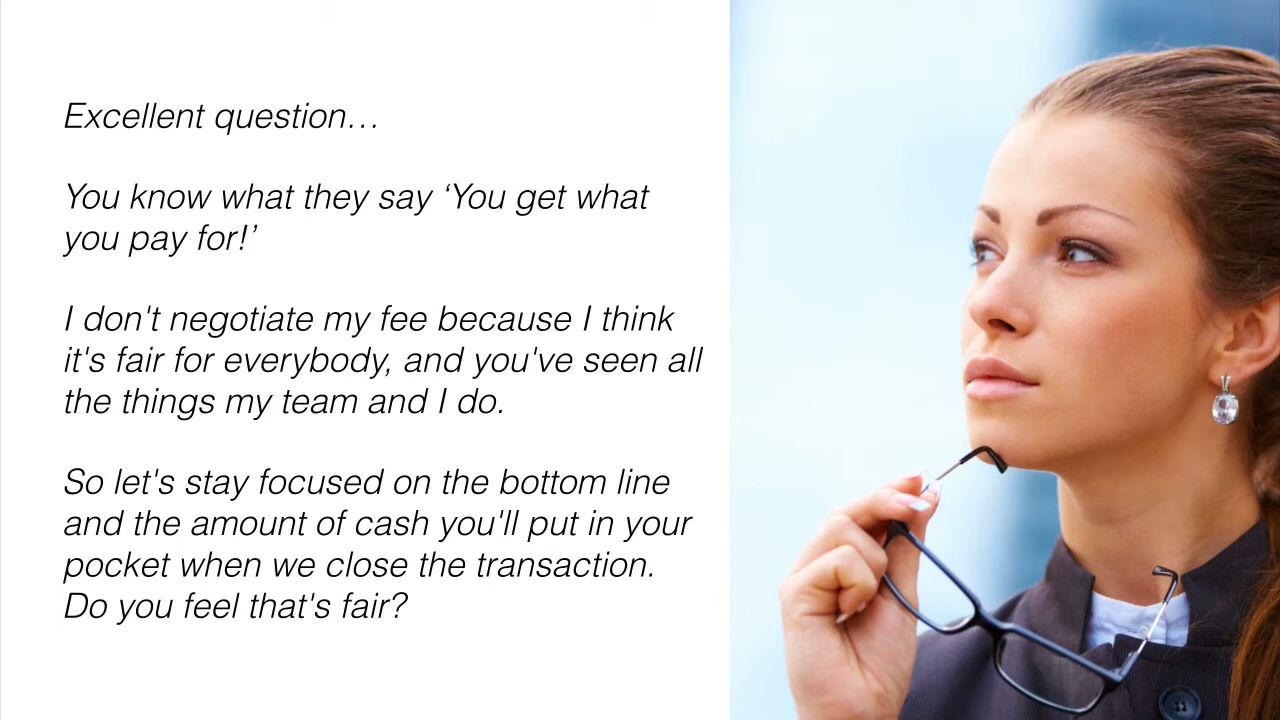 Excellent question…
You know what they say ‘You get what
you pay for!’
I don't negotiate my fee because I think
it's fair for everybody, and you've seen all
the things my team and I do.
So let's stay focused on the bottom line
and the amount of cash you'll put in your
pocket when we close the transaction.
Do you feel that's fair?